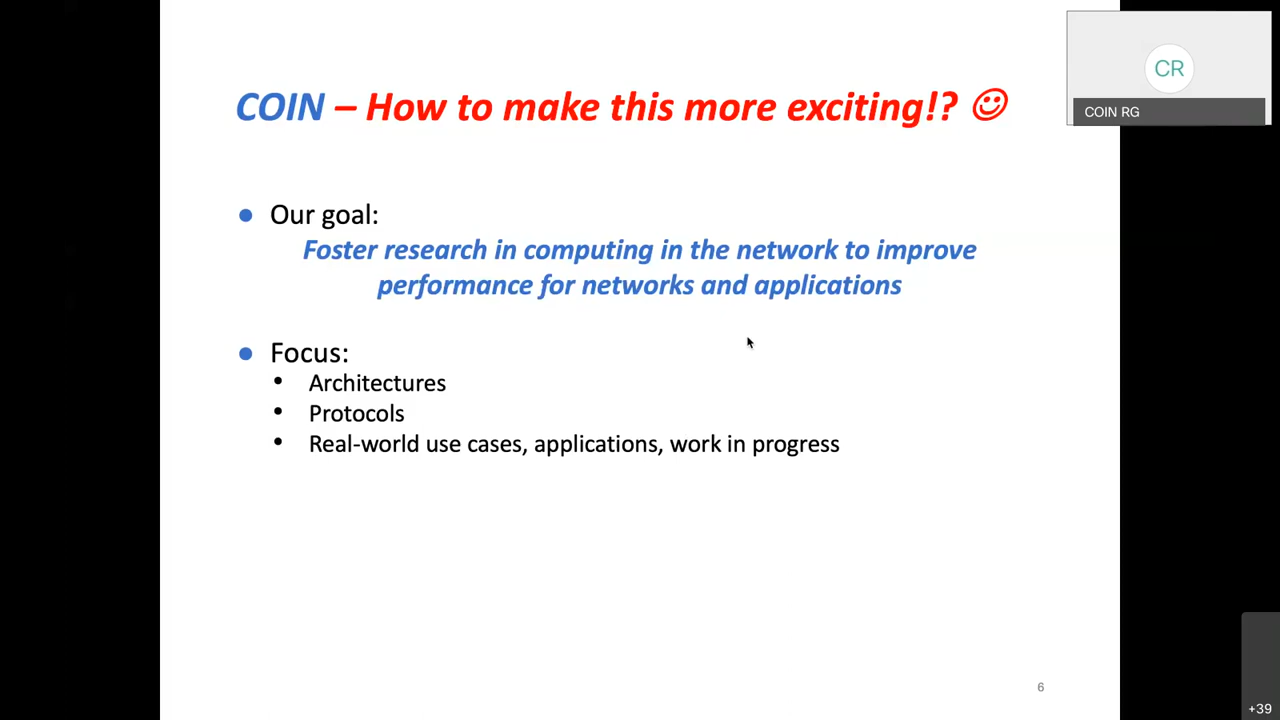 COIN – How to make this more exciting!? ☺
CR
COIN RG
● Our goal:
Foster research in computing in the network to improve
performance for networks and applications
● Focus:
• Architectures
• Protocols
• Real-world use cases, applications, work in progress
6
+39